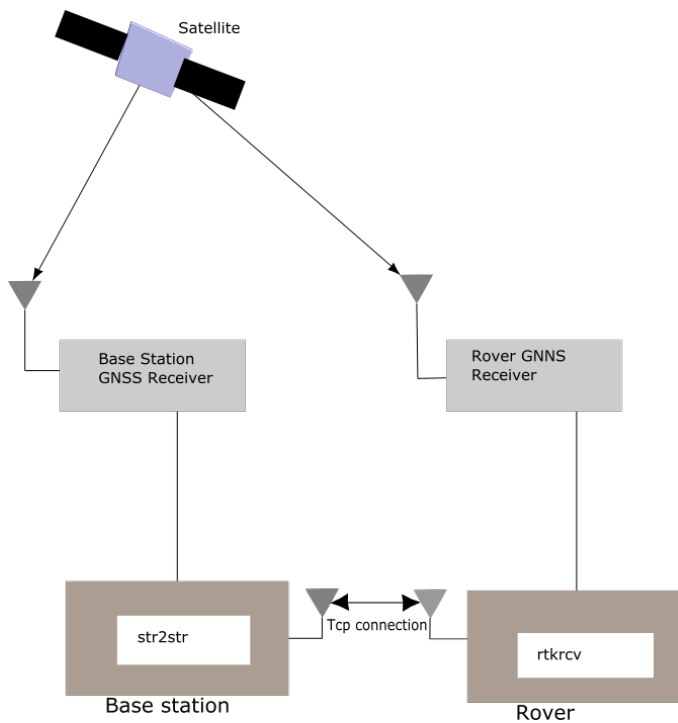 Satellite
Base Station
GNSS Receiver
Rover GNNS
Receiver
Tcp connection
str2str
rtkrcv
Base station
Rover